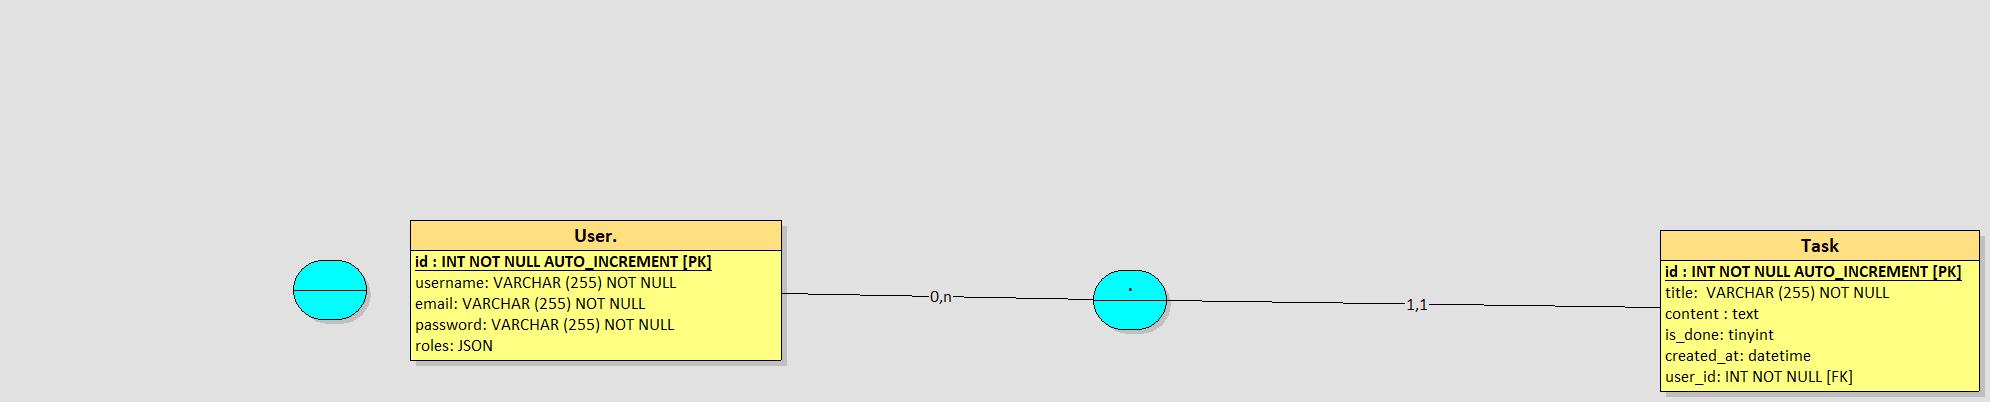 User.
id : INT NOT NULL AUTO_INCREMENT [PK]
username: VARCHAR (255) NOT NULL
email: VARCHAR (255) NOT NULL
password: VARCHAR (255) NOT NULL
roles: JSON
0,n
.
1,1
Task
id : INT NOT NULL AUTO_INCREMENT [PK]
title:  VARCHAR (255) NOT NULL
content : text
is_done: tinyint
created_at: datetime
user_id: INT NOT NULL [FK]